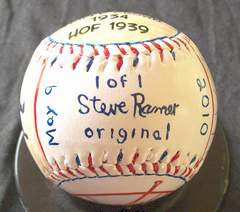 1934
HOF 1939
1 of 1
Steve Ramer
original
May 9
2010